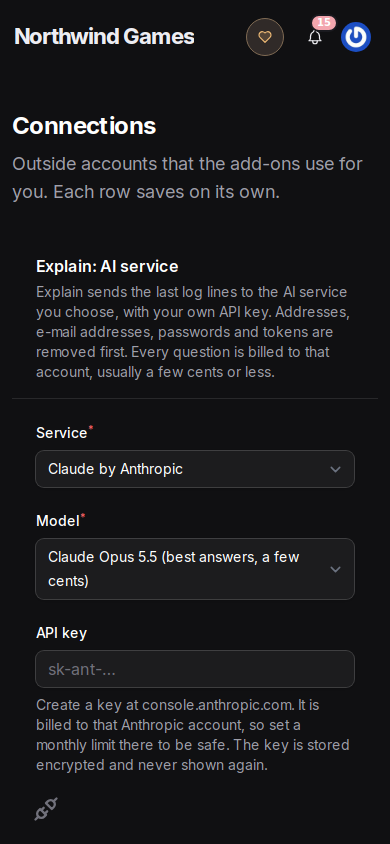 Northwind Games
15
Connections
Outside accounts that the add-ons use for
you. Each row saves on its own.
Explain: AI service
Explain sends the last log lines to the AI service
you choose, with your own API key. Addresses,
e-mail addresses, passwords and tokens are
removed first. Every question is billed to that
account, usually a few cents or less.
Service*
Claude by Anthropic
Model*
Claude Opus 5.5 (best answers, a few
cents)
API key
sk-ant-...
Create a key at console.anthropic.com. It is
billed to that Anthropic account, so set a
monthly limit there to be safe. The key is stored
encrypted and never shown again.